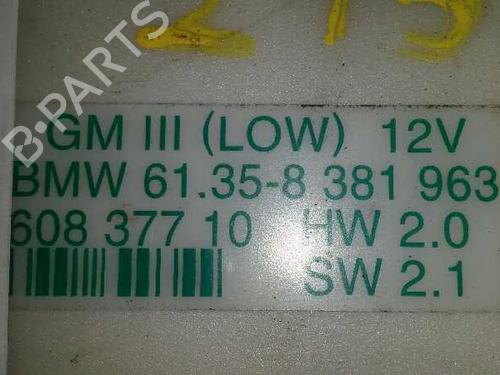 215
B-PARTS
GM III (LOW) 12V
BMW 61.35-8 381 963
608 377 10 HW 2.0
SW 2.1